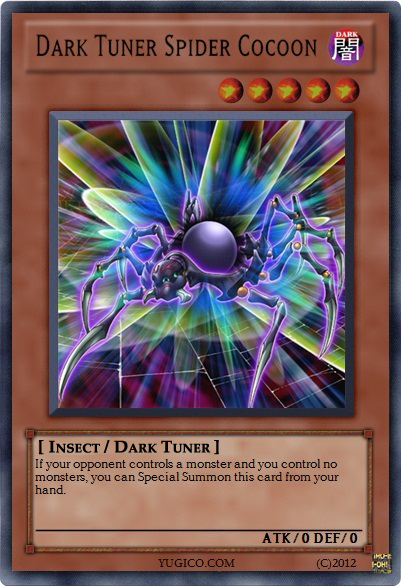 DARK TUNER SPIDER COCOON
DARK
闇
[ INSECT / DARK TUNER ]
If your opponent controls a monster and you control no
monsters, you can Special Summon this card from your
hand.
ATK/0 DEF/0
YUGICO.COM
(C)2012